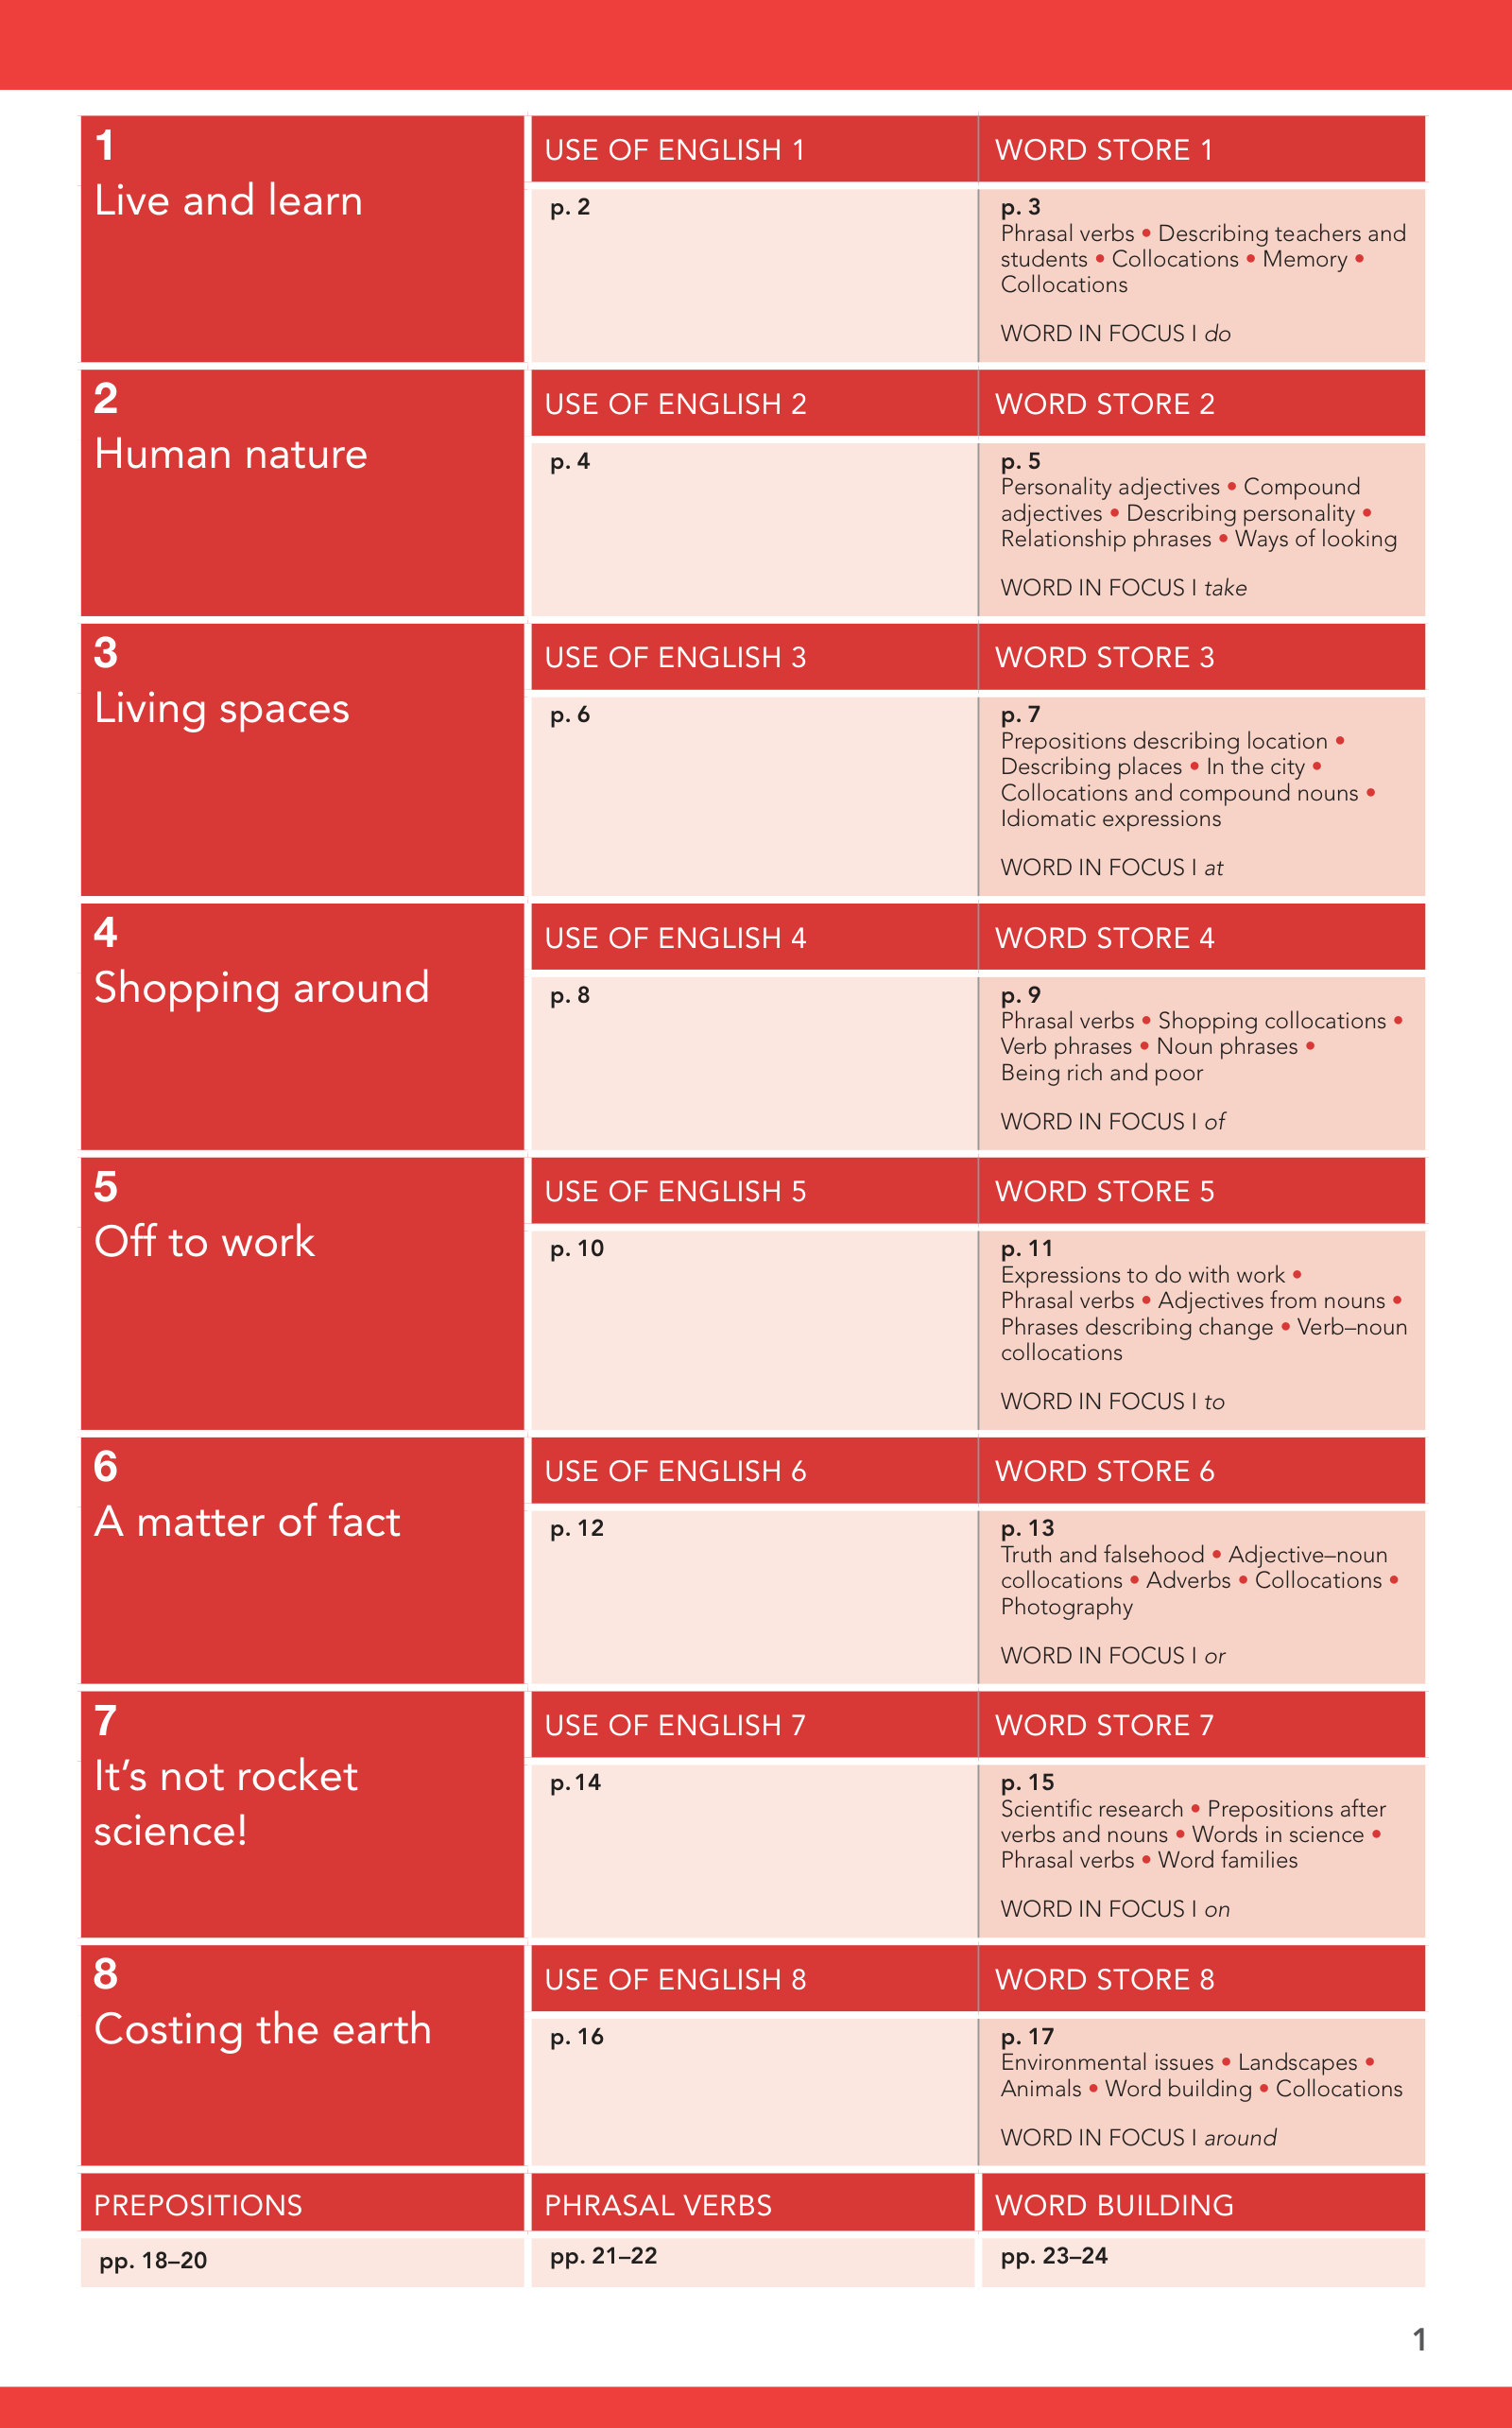 1
Live and learn
USE OF ENGLISH 1
WORD STORE 1
p. 2
p. 3
Phrasal verbs • Describing teachers and
students • Collocations • Memory •
Collocations
WORD IN FOCUS I do
2
Human nature
USE OF ENGLISH 2
WORD STORE 2
p. 4
p. 5
Personality adjectives • Compound
adjectives • Describing personality •
Relationship phrases • Ways of looking
WORD IN FOCUS I take
3
Living spaces
USE OF ENGLISH 3
WORD STORE 3
p. 6
p. 7
Prepositions describing location •
Describing places • In the city •
Collocations and compound nouns •
Idiomatic expressions
WORD IN FOCUS I at
4
Shopping around
USE OF ENGLISH 4
WORD STORE 4
p. 8
p. 9
Phrasal verbs • Shopping collocations •
Verb phrases • Noun phrases •
Being rich and poor
WORD IN FOCUS I of
5
Off to work
USE OF ENGLISH 5
WORD STORE 5
p. 10
p. 11
Expressions to do with work •
Phrasal verbs • Adjectives from nouns •
Phrases describing change • Verb–noun
collocations
WORD IN FOCUS I to
6
A matter of fact
USE OF ENGLISH 6
WORD STORE 6
p. 12
p. 13
Truth and falsehood • Adjective–noun
collocations • Adverbs • Collocations •
Photography
WORD IN FOCUS I or
7
It’s not rocket
science!
USE OF ENGLISH 7
WORD STORE 7
p. 14
p. 15
Scientific research • Prepositions after
verbs and nouns • Words in science •
Phrasal verbs • Word families
WORD IN FOCUS I on
8
Costing the earth
USE OF ENGLISH 8
WORD STORE 8
p. 16
p. 17
Environmental issues • Landscapes •
Animals • Word building • Collocations
WORD IN FOCUS I around
PREPOSITIONS
PHRASAL VERBS
WORD BUILDING
pp. 18–20
pp. 21–22
pp. 23–24
1